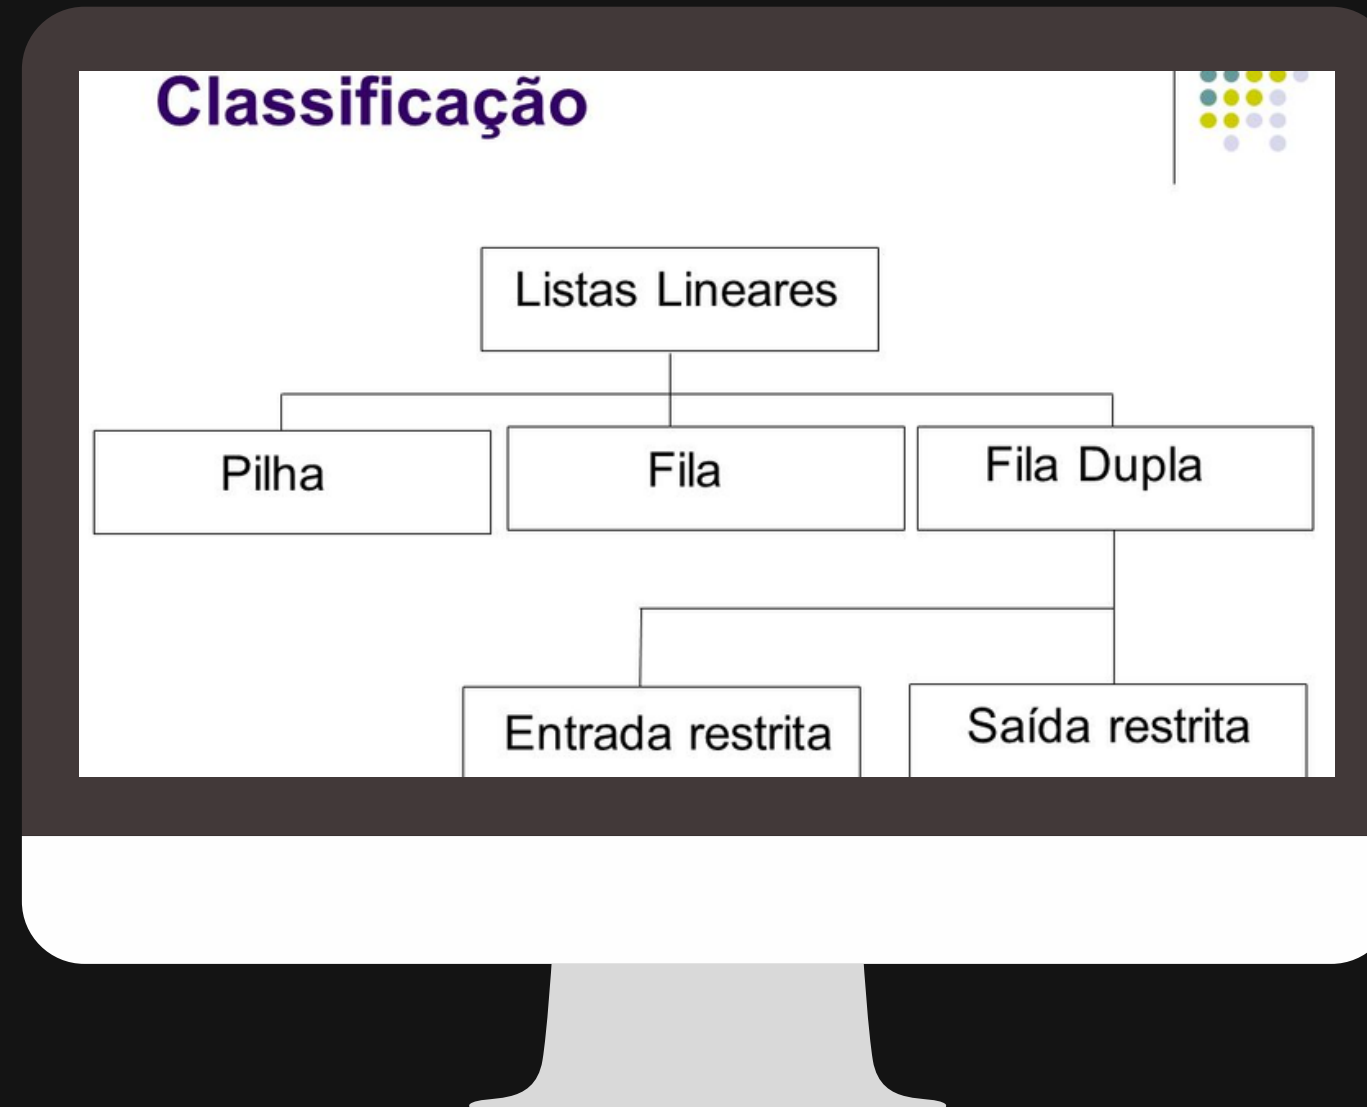 Classificação
Listas Lineares
Pilha
Fila
Fila Dupla
Entrada restrita
Saída restrita